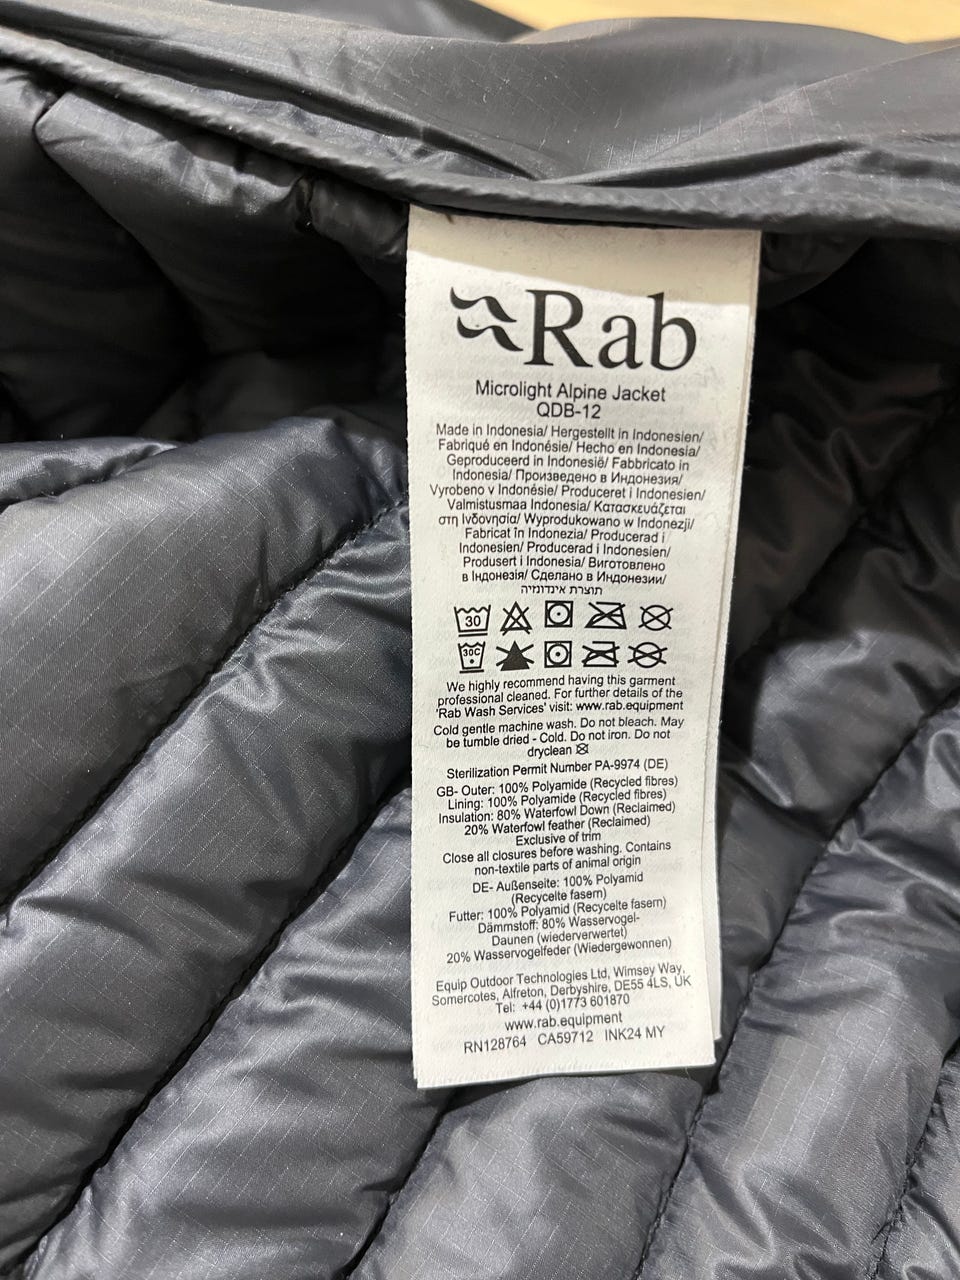 Rab
Microlight Alpine Jacket
QDB-12
Made in Indonesia/ Hergestellt in Indonesien/
Fabriqué en Indonésie/ Hecho en Indonesia/
Geproduceerd in Indonesië/ Fabbricato in
Indonesia/ Произведено в Индонезия/
Vyrobeno v Indonésie/ Produceret i Indonesien/
Valmistusmaa Indonesia/ Κατασκευάζεται
στη Ινδονησία/ Wyprodukowano w Indonezji/
Fabricat în Indonezia/ Producerad i
Indonesien/ Producerad i Indonesien/
Produsert i Indonesia/ Виготовлено
в Індонезія/ Сделано в Индонезии/
תוצרת אינדונזיה
30
30C
We highly recommend having this garment
professional cleaned. For further details of the
'Rab Wash Services' visit: www.rab.equipment
Cold gentle machine wash. Do not bleach. May
be tumble dried - Cold. Do not iron. Do not
dryclean
Sterilization Permit Number PA-9974 (DE)
GB- Outer: 100% Polyamide (Recycled fibres)
Lining: 100% Polyamide (Recycled fibres)
Insulation: 80% Waterfowl Down (Reclaimed)
20% Waterfowl feather (Reclaimed)
Exclusive of trim
Close all closures before washing. Contains
non-textile parts of animal origin
DE- Außenseite: 100% Polyamid
(Recycelte fasern)
Futter: 100% Polyamid (Recycelte fasern)
Dämmstoff: 80% Wasservogel-
Daunen (wiederverwertet)
20% Wasservogelfeder (Wiedergewonnen)
Equip Outdoor Technologies Ltd, Wimsey Way,
Somercotes, Alfreton, Derbyshire, DE55 4LS, UK
Tel: +44 (0)1773 601870
www.rab.equipment
RN128764 CA59712 INK24 MY